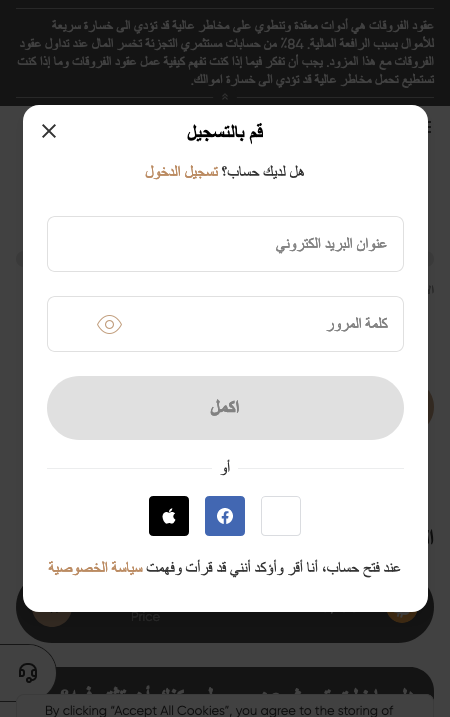 عقود الفروقات هي أدوات معقدة وتنطوي على مخاطر عالية قد تؤدي الى خسارة سريعة
للأموال بسبب الرافعة المالية. 84٪ من حسابات مستثمري التجزئة تخسر المال عند تداول عقود
الفروقات مع هذا المزود. يجب أن تفكر فيما إذا كنت تفهم كيفية عمل عقود الفروقات وما إذا كنت
تستطيع تحمل مخاطر عالية قد تؤدي الى خسارة اموالك.
قم بالتسجيل
هل لديك حساب؟ تسجيل الدخول
عنوان البريد الكتروني
كلمة المرور
اكمل
أو
عند فتح حساب، أنا أقر وأؤكد أنني قد قرأت وفهمت سياسة الخصوصية
Price
By clicking “Accept All Cookies”, you agree to the storing of